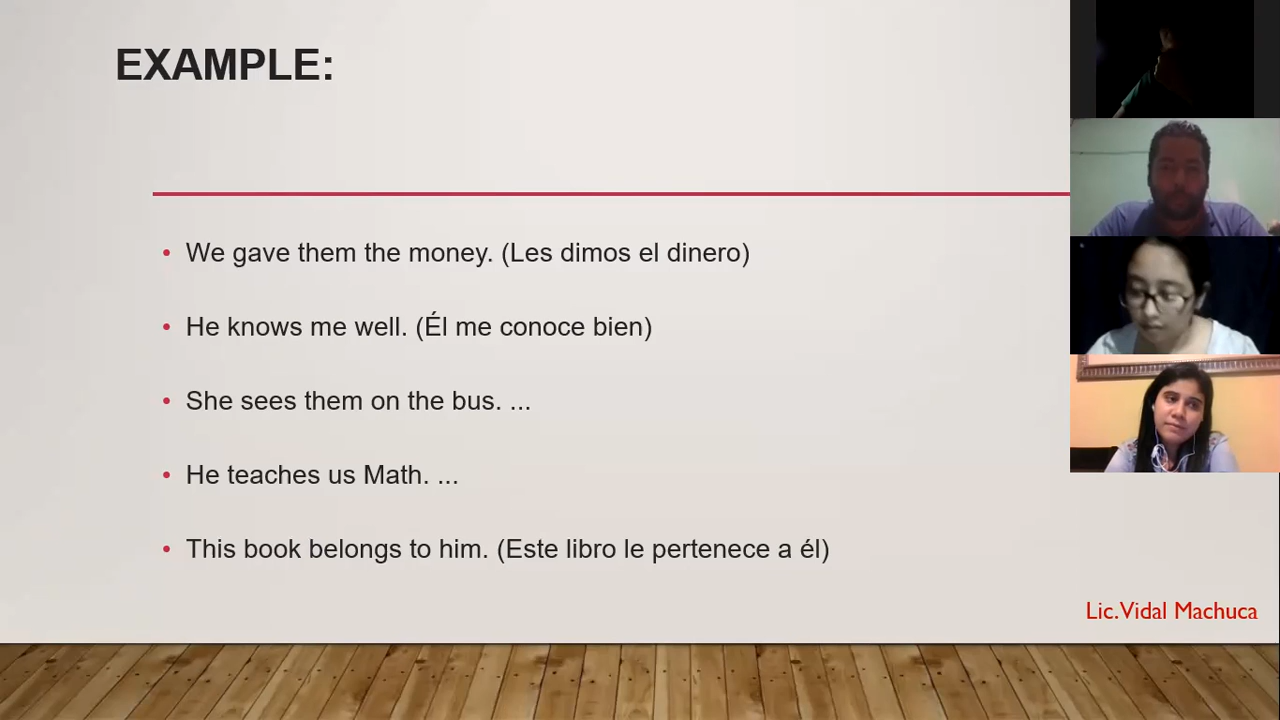 EXAMPLE:
• We gave them the money. (Les dimos el dinero)
• He knows me well. (Él me conoce bien)
• She sees them on the bus. ...
• He teaches us Math. ...
• This book belongs to him. (Este libro le pertenece a él)
Lic.Vidal Machuca